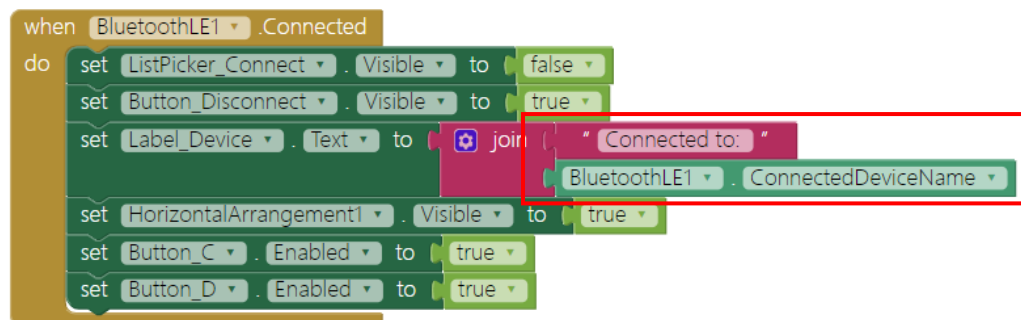 when BluetoothLE1 .Connected
do set ListPicker_Connect . Visible to false
set Button_Disconnect . Visible to true
set Label_Device . Text to join " Connected to: "
BluetoothLE1 . ConnectedDeviceName
set HorizontalArrangement1 . Visible to true
set Button_C . Enabled to true
set Button_D . Enabled to true